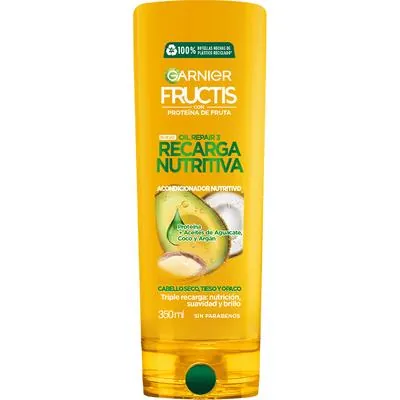 100% BOTELLAS HECHAS DE
PLÁSTICO RECICLADO*
GARNIER
FRUCTIS
CON
PROTEÍNA DE FRUTA
OIL REPAIR 3
RECARGA
NUTRITIVA
ACONDICIONADOR NUTRITIVO
Proteína
+ Aceites de Aguacate,
Coco y Argán
CABELLO SECO, TIESO Y OPACO
Triple recarga: nutrición,
suavidad y brillo
350ml SIN PARABENOS